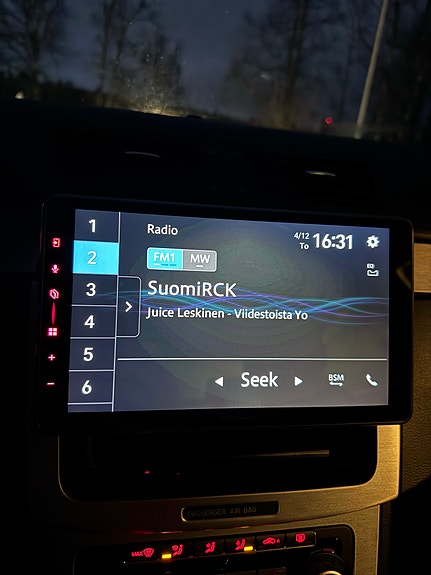 1
2
3
4
5
6
Radio
4/12
To
16:31
FM1
MW
SuomiRCK
Juice Leskinen - Viidestoista Yo
Seek
BSM
PASSENGER AIR BAG
MAX
A